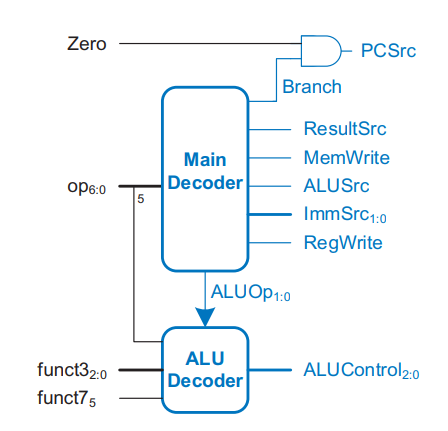 Zero
PCSrc
Branch
ResultSrc
Main
Decoder
MemWrite
op6:0
5
ALUSrc
ImmSrc1:0
RegWrite
ALUOp1:0
ALU
Decoder
funct32:0
funct75
ALUControl2:0